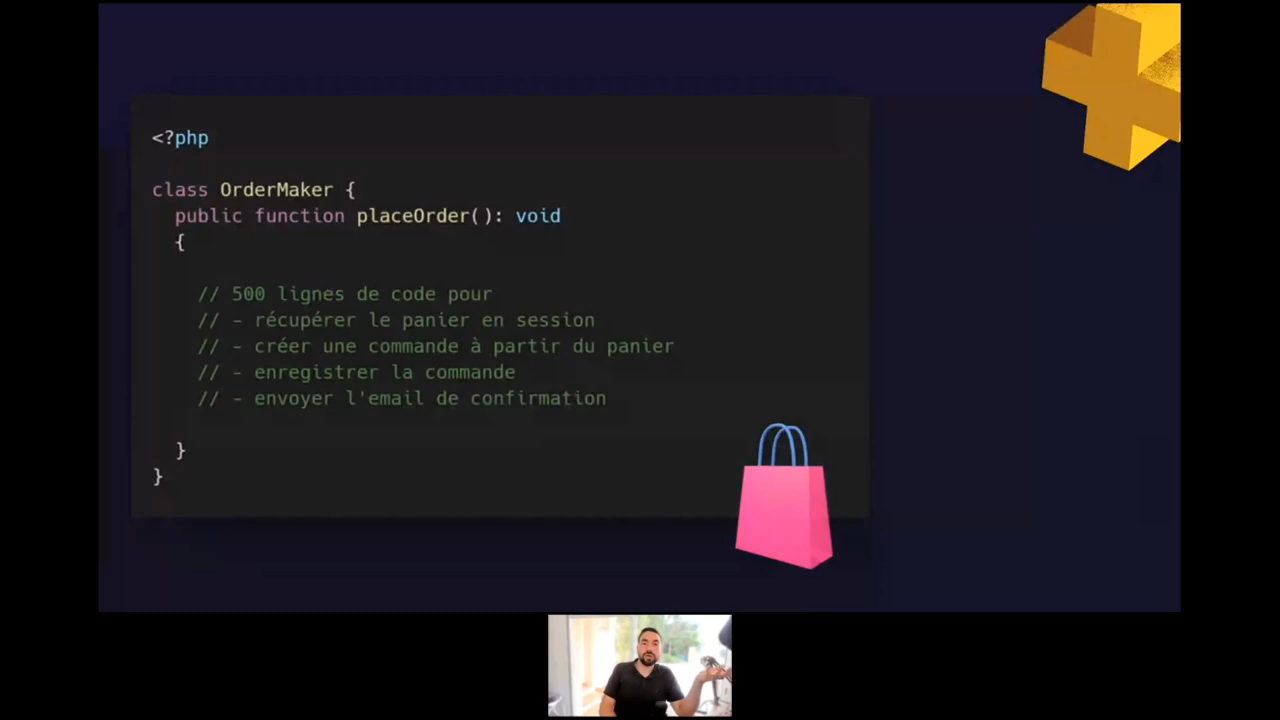 <?php
class OrderMaker {
public function placeOrder(): void
{
// 500 lignes de code pour
// - récupérer le panier en session
// - créer une commande à partir du panier
// - enregistrer la commande
// - envoyer l'email de confirmation
}
}